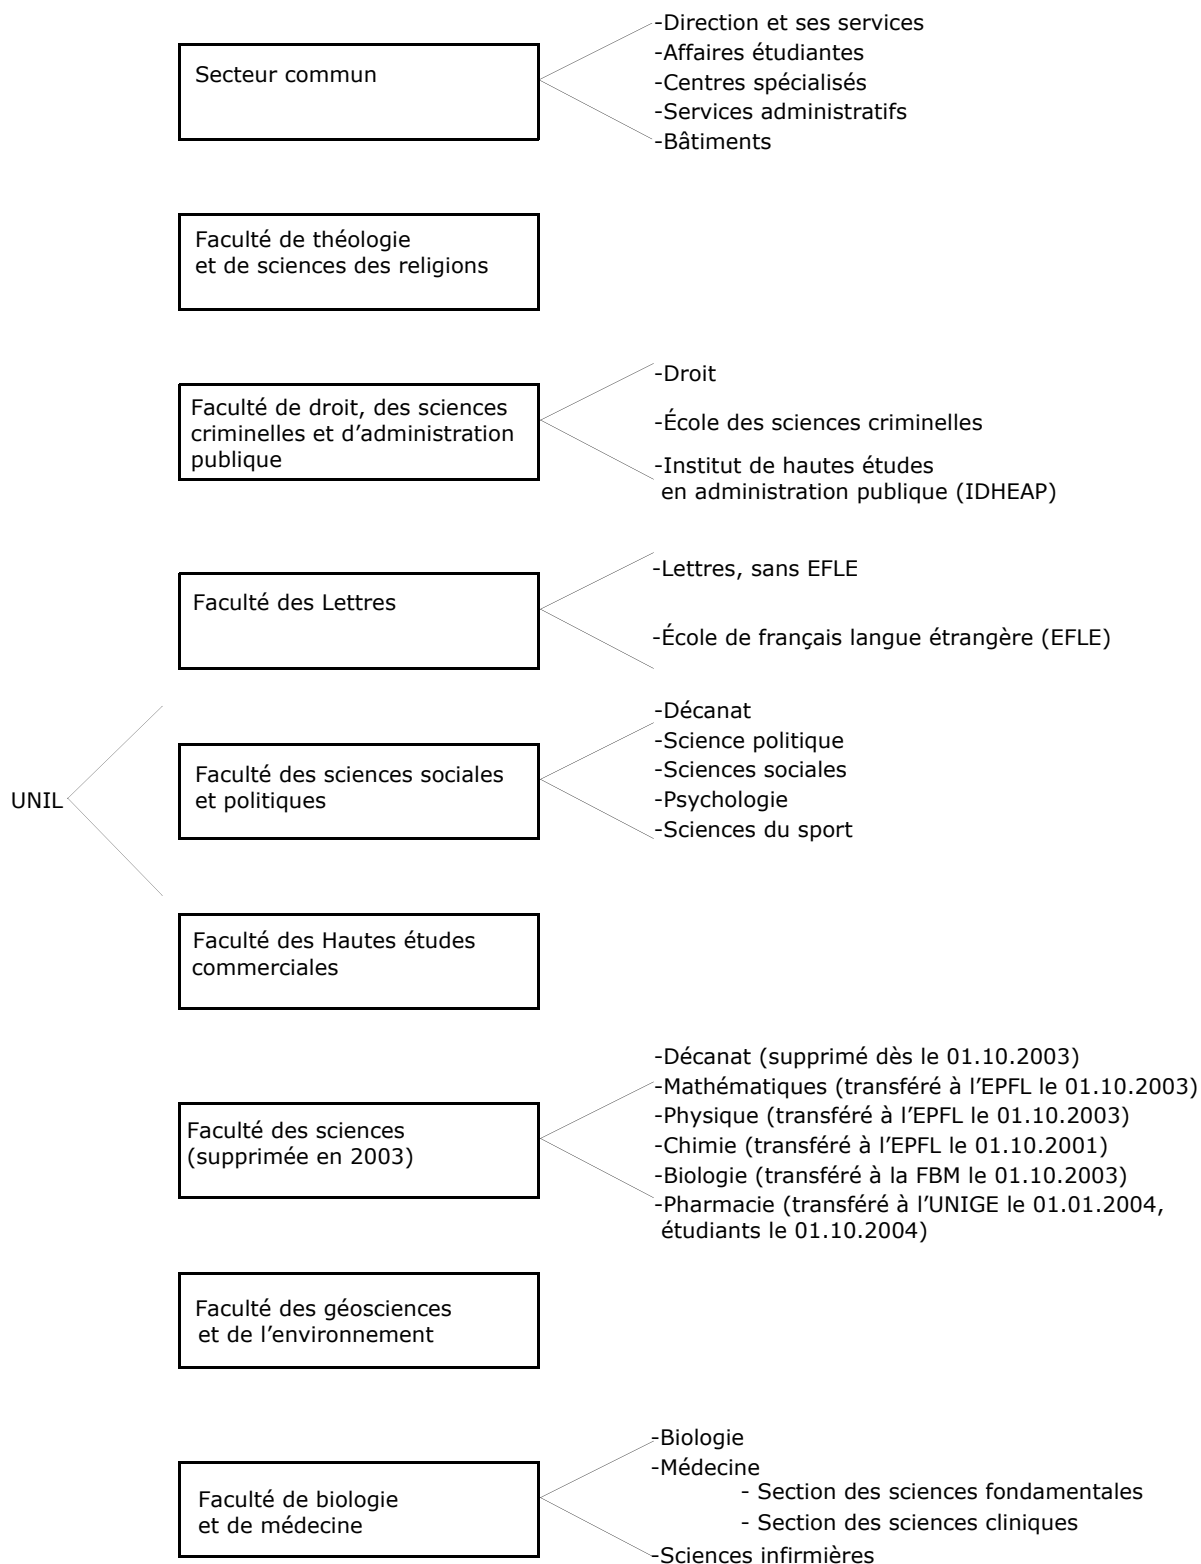 Secteur commun
-Direction et ses services
-Affaires étudiantes
-Centres spécialisés
-Services administratifs
-Bâtiments
Faculté de théologie
et de sciences des religions
Faculté de droit, des sciences
criminelles et d’administration
publique
-Droit
-École des sciences criminelles
-Institut de hautes études
en administration publique (IDHEAP)
Faculté des Lettres
-Lettres, sans EFLE
-École de français langue étrangère (EFLE)
UNIL
Faculté des sciences sociales
et politiques
-Décanat
-Science politique
-Sciences sociales
-Psychologie
-Sciences du sport
Faculté des Hautes études
commerciales
Faculté des sciences
(supprimée en 2003)
-Décanat (supprimé dès le 01.10.2003)
-Mathématiques (transféré à l’EPFL le 01.10.2003)
-Physique (transféré à l’EPFL le 01.10.2003)
-Chimie (transféré à l’EPFL le 01.10.2001)
-Biologie (transféré à la FBM le 01.10.2003)
-Pharmacie (transféré à l’UNIGE le 01.01.2004,
étudiants le 01.10.2004)
Faculté des géosciences
et de l’environnement
Faculté de biologie
et de médecine
-Biologie
-Médecine
- Section des sciences fondamentales
- Section des sciences cliniques
-Sciences infirmières